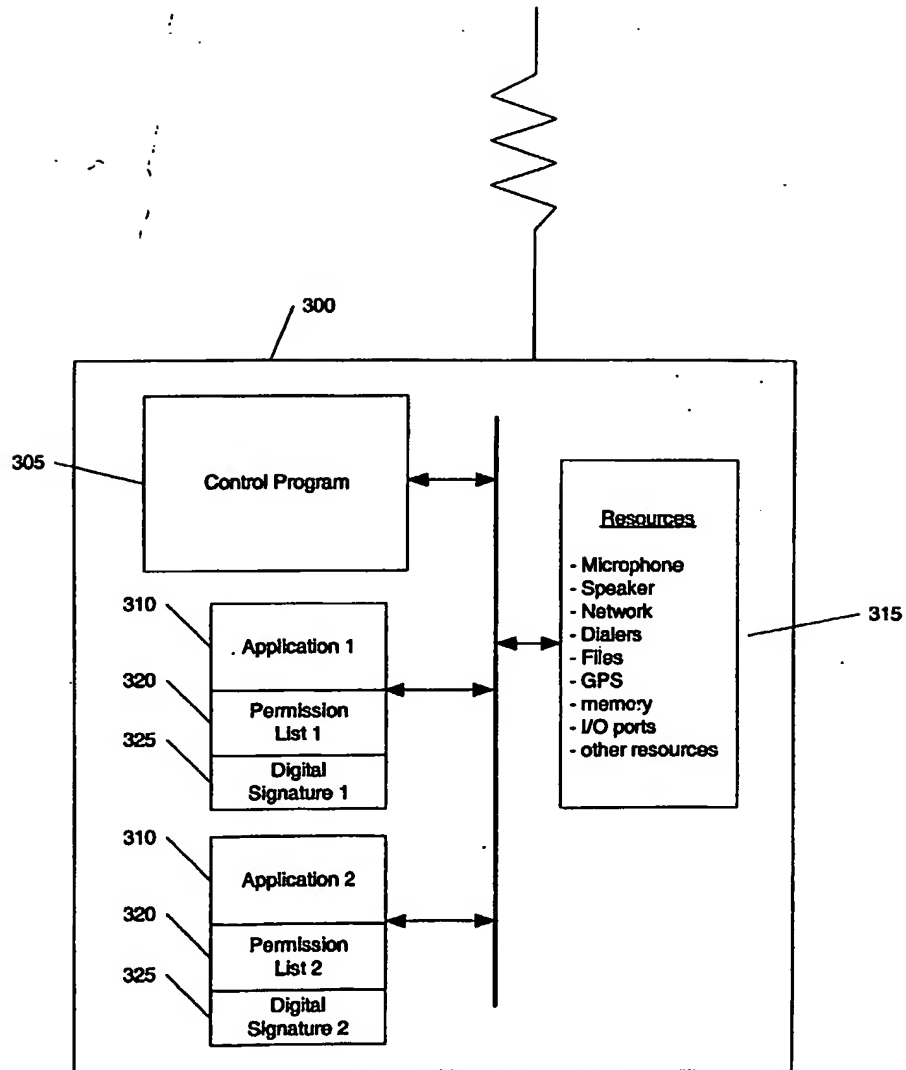 300
305
Control Program
Resources
- Microphone
- Speaker
- Network
- Dialers
- Files
- GPS
- memory
- I/O ports
- other resources
315
310
Application 1
320
Permission
List 1
325
Digital
Signature 1
310
Application 2
320
Permission
List 2
325
Digital
Signature 2